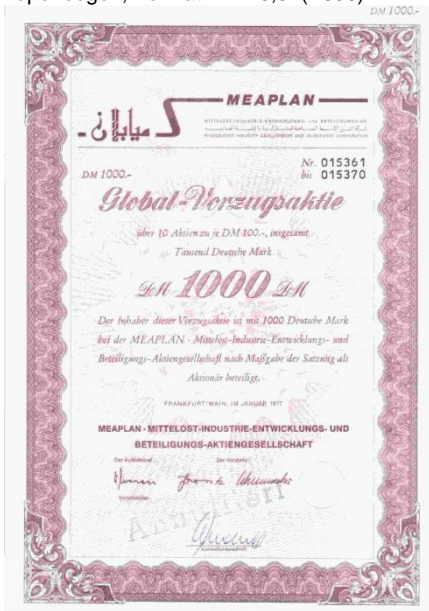 DM 1000.-
MEAPLAN
ميابلان
MITTELOST-INDUSTRIE-ENTWICKLUNGS- UND BETEILIGUNGS-AG
MIDDLEEAST INDUSTRY DEVELOPMENT AND INVESTMENT CORPORATION
Nr. 015361
bis 015370
DM 1000.-
Global-Vorzugsaktie
über 10 Aktien zu je DM 100.-, insgesamt
Tausend Deutsche Mark
DM 1000 DM
Der Inhaber dieser Vorzugsaktie ist mit 1000 Deutsche Mark
bei der MEAPLAN - Mittelost-Industrie-Entwicklungs- und
Beteiligungs-Aktiengesellschaft nach Maßgabe der Satzung als
Aktionär beteiligt.
FRANKFURT/MAIN, IM JANUAR 1977
MEAPLAN - MITTELOST-INDUSTRIE-ENTWICKLUNGS- UND
BETEILIGUNGS-AKTIENGESELLSCHAFT
Der Aufsichtsrat Der Vorstand
Vorsitzender
Kontrollunterschrift